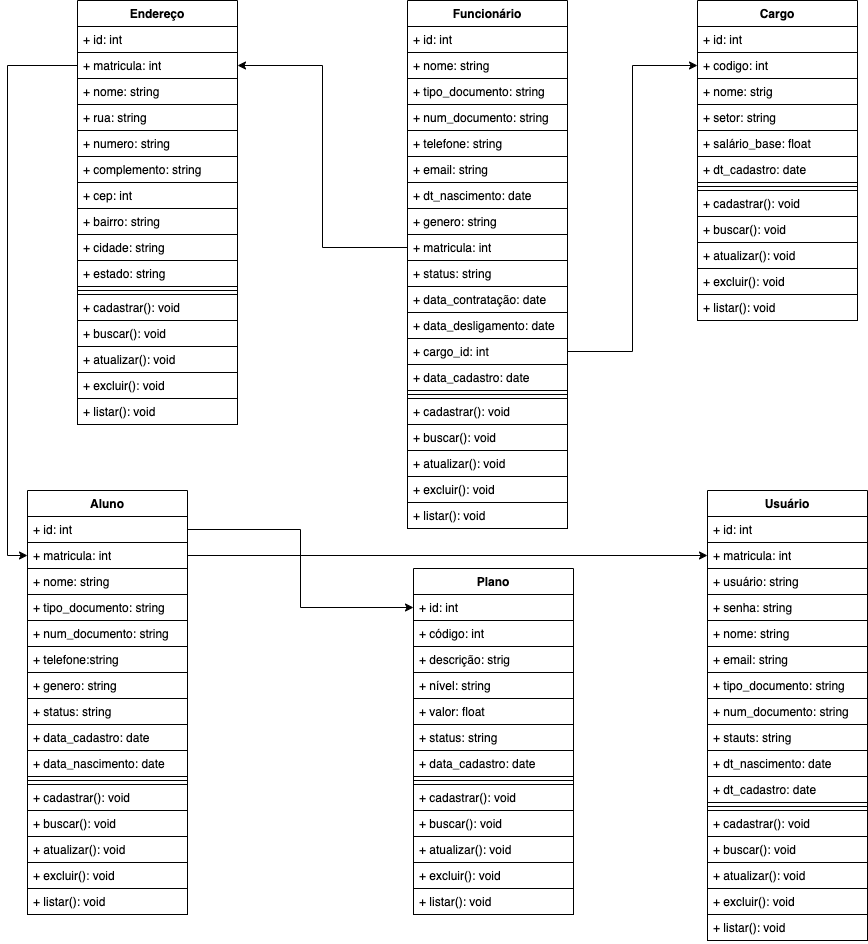 Endereço
+ id: int
+ matricula: int
+ nome: string
+ rua: string
+ numero: string
+ complemento: string
+ cep: int
+ bairro: string
+ cidade: string
+ estado: string
+ cadastrar(): void
+ buscar(): void
+ atualizar(): void
+ excluir(): void
+ listar(): void
Funcionário
+ id: int
+ nome: string
+ tipo_documento: string
+ num_documento: string
+ telefone: string
+ email: string
+ dt_nascimento: date
+ genero: string
+ matricula: int
+ status: string
+ data_contratação: date
+ data_desligamento: date
+ cargo_id: int
+ data_cadastro: date
+ cadastrar(): void
+ buscar(): void
+ atualizar(): void
+ excluir(): void
+ listar(): void
Cargo
+ id: int
+ codigo: int
+ nome: strig
+ setor: string
+ salário_base: float
+ dt_cadastro: date
+ cadastrar(): void
+ buscar(): void
+ atualizar(): void
+ excluir(): void
+ listar(): void
Aluno
+ id: int
+ matricula: int
+ nome: string
+ tipo_documento: string
+ num_documento: string
+ telefone:string
+ genero: string
+ status: string
+ data_cadastro: date
+ data_nascimento: date
+ cadastrar(): void
+ buscar(): void
+ atualizar(): void
+ excluir(): void
+ listar(): void
Plano
+ id: int
+ código: int
+ descrição: strig
+ nível: string
+ valor: float
+ status: string
+ data_cadastro: date
+ cadastrar(): void
+ buscar(): void
+ atualizar(): void
+ excluir(): void
+ listar(): void
Usuário
+ id: int
+ matricula: int
+ usuário: string
+ senha: string
+ nome: string
+ email: string
+ tipo_documento: string
+ num_documento: string
+ stauts: string
+ dt_nascimento: date
+ dt_cadastro: date
+ cadastrar(): void
+ buscar(): void
+ atualizar(): void
+ excluir(): void
+ listar(): void